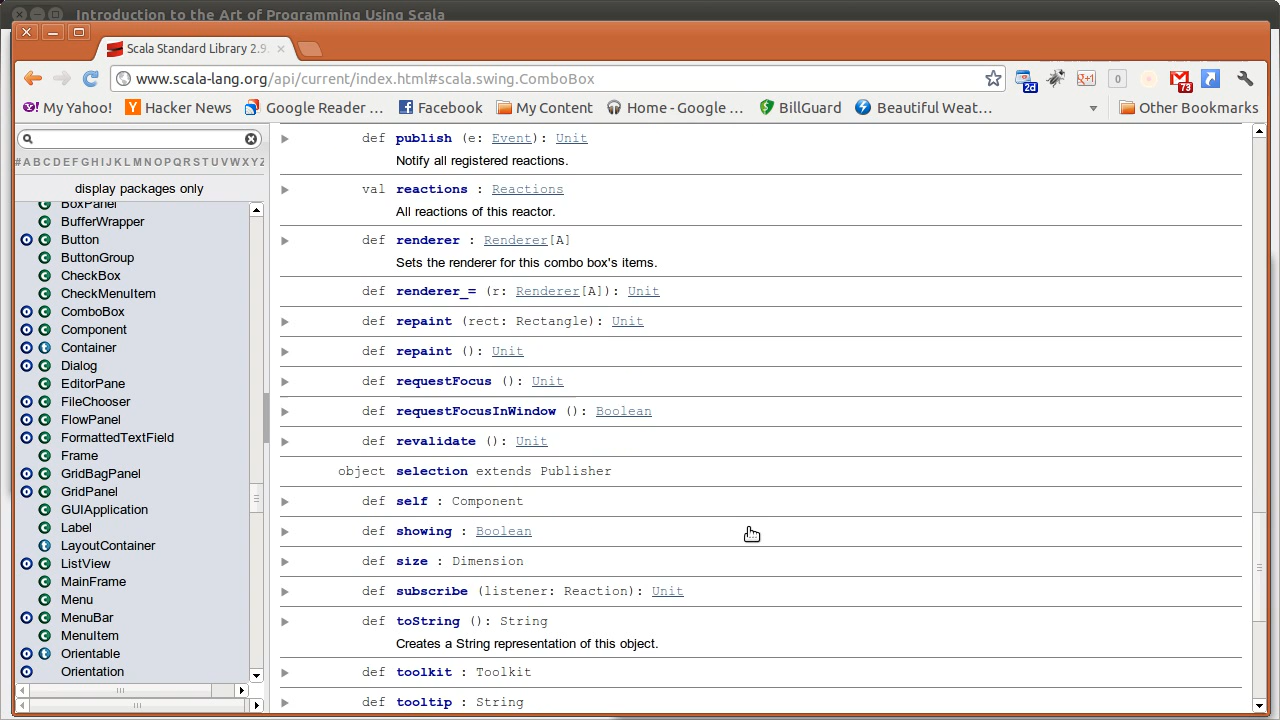 Introduction to the Art of Programming Using Scala
Scala Standard Library 2.9.
www.scala-lang.org/api/current/index.html#scala.swing.ComboBox
2d
g+1
0
73
My Yahoo!
Hacker News
Google Reader ...
Facebook
My Content
Home - Google ...
BillGuard
Beautiful Weat...
Other Bookmarks
#ABCDEFGHIJKLMNOPQRSTUVWXYZ
display packages only
BoxPanel
BufferWrapper
Button
ButtonGroup
CheckBox
CheckMenuItem
ComboBox
Component
Container
Dialog
EditorPane
FileChooser
FlowPanel
FormattedTextField
Frame
GridBagPanel
GridPanel
GUIApplication
Label
LayoutContainer
ListView
MainFrame
Menu
MenuBar
MenuItem
Orientable
Orientation
def publish (e: Event): Unit
Notify all registered reactions.
val reactions : Reactions
All reactions of this reactor.
def renderer : Renderer[A]
Sets the renderer for this combo box's items.
def renderer_= (r: Renderer[A]): Unit
def repaint (rect: Rectangle): Unit
def repaint (): Unit
def requestFocus (): Unit
def requestFocusInWindow (): Boolean
def revalidate (): Unit
object selection extends Publisher
def self : Component
def showing : Boolean
def size : Dimension
def subscribe (listener: Reaction): Unit
def toString (): String
Creates a String representation of this object.
def toolkit : Toolkit
def tooltip : String